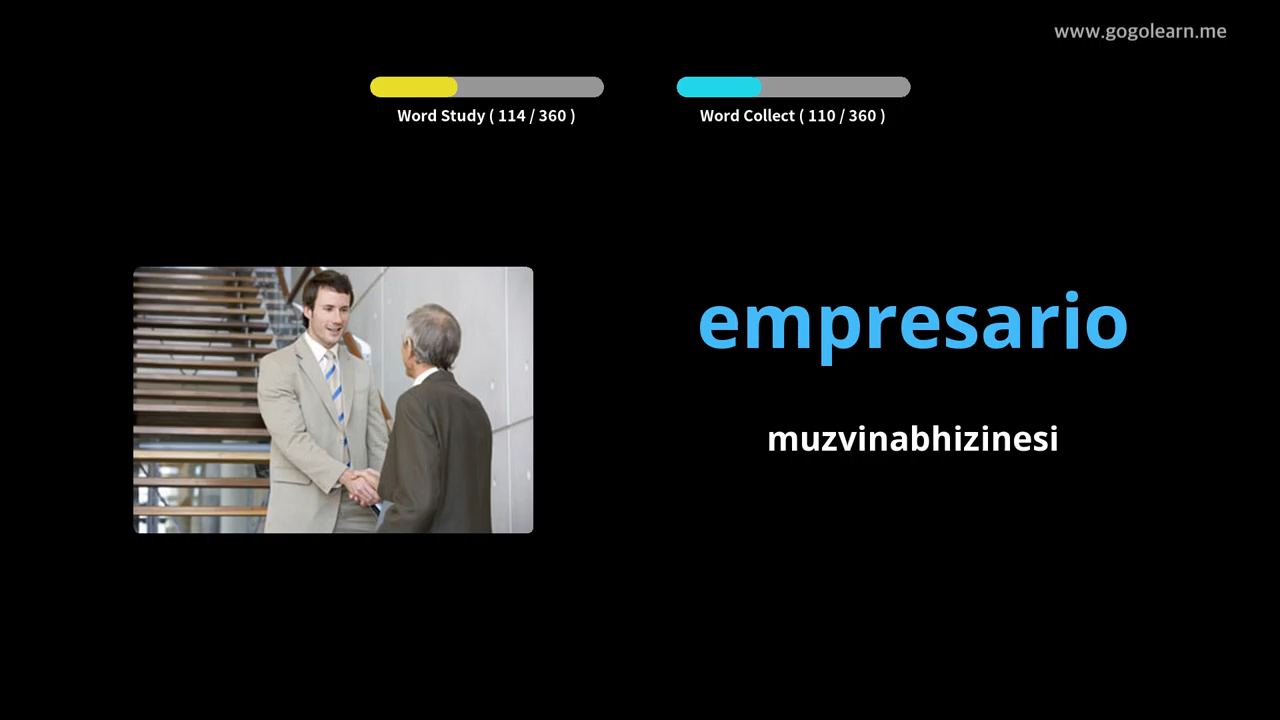 www.gogolearn.me
Word Study ( 114 / 360 )
Word Collect ( 110 / 360 )
empresario
muzvinabhizinesi